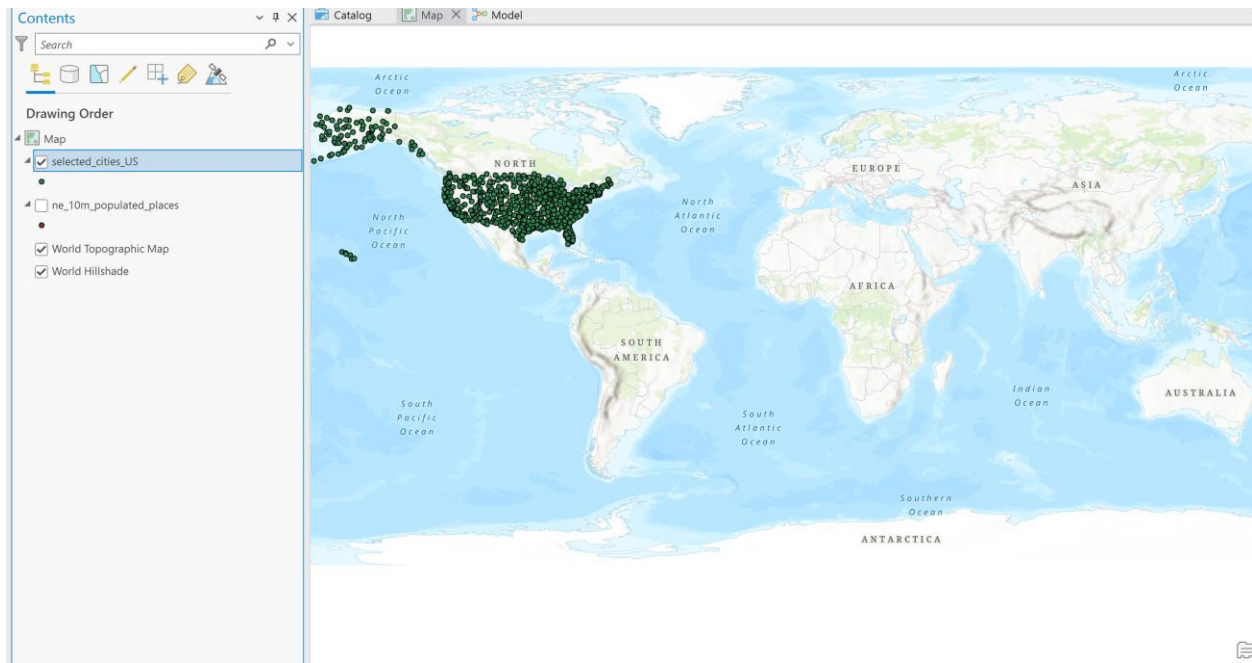 Contents
Search
Drawing Order
Map
selected_cities_US
ne_10m_populated_places
World Topographic Map
World Hillshade
Catalog
Map
Model
Arctic
Ocean
Arctic
Ocean
NORTH
EUROPE
ASIA
North
Pacific
Ocean
North
Atlantic
Ocean
AFRICA
SOUTH
AMERICA
South
Pacific
Ocean
South
Atlantic
Ocean
Indian
Ocean
AUSTRALIA
Southern
Ocean
ANTARCTICA